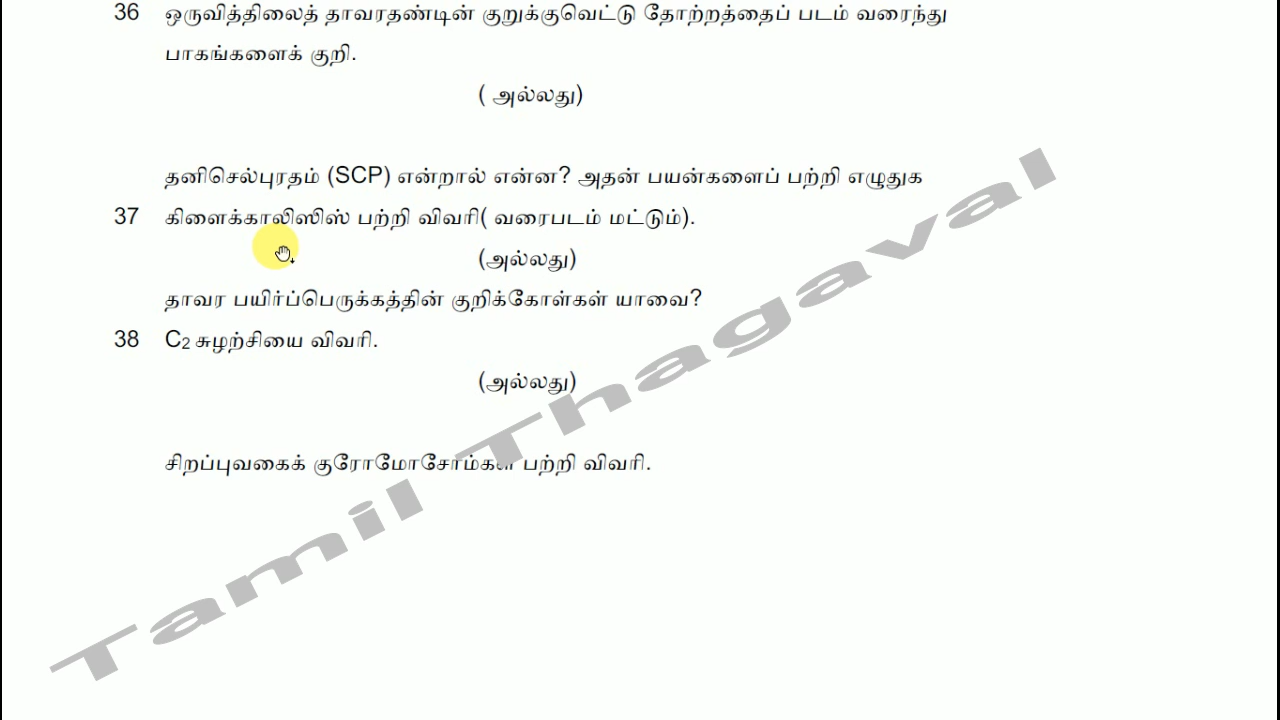 36 ஒருவித்திலைத் தாவரதண்டின் குறுக்குவெட்டு தோற்றத்தைப் படம் வரைந்து
பாகங்களைக் குறி.
( அல்லது)
தனிசெல்புரதம் (SCP) என்றால் என்ன? அதன் பயன்களைப் பற்றி எழுதுக
37 கிளைக்காலிஸிஸ் பற்றி விவரி( வரைபடம் மட்டும்).
(அல்லது)
தாவர பயிர்ப்பெருக்கத்தின் குறிக்கோள்கள் யாவை?
38 C2 சுழற்சியை விவரி.
(அல்லது)
சிறப்புவகைக் குரோமோசோம்கள் பற்றி விவரி.
Tamil Thagaval